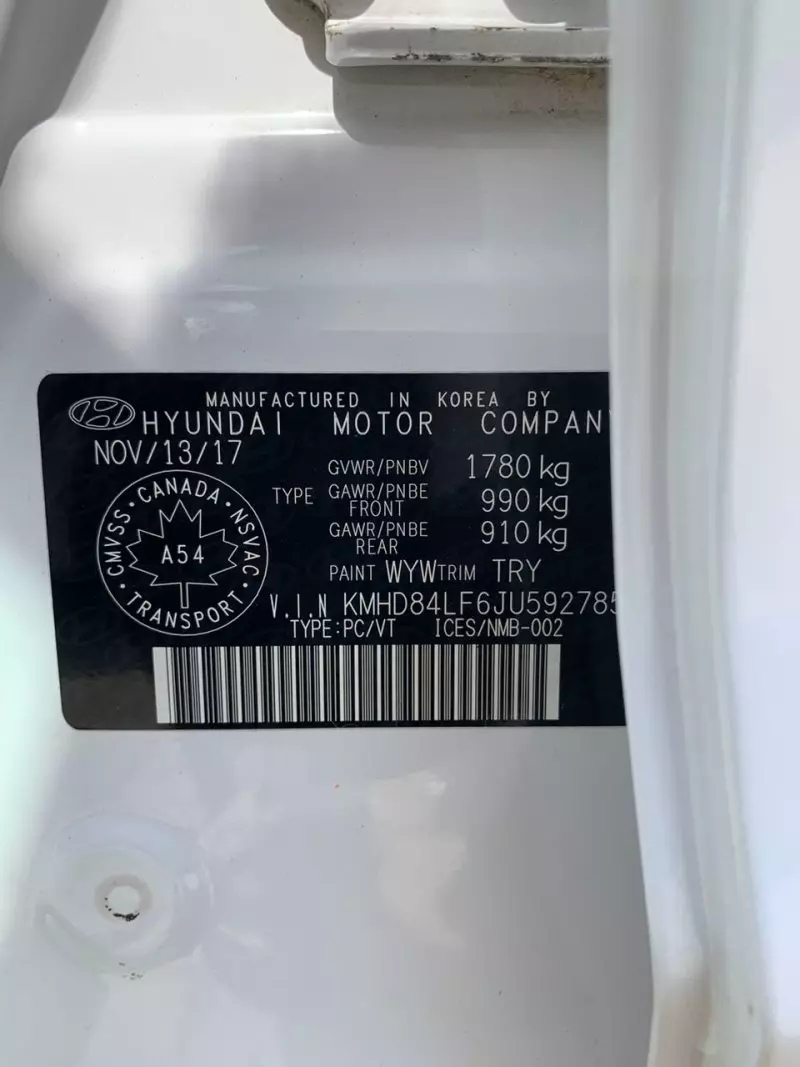 MANUFACTURED IN KOREA BY
HYUNDAI MOTOR COMPAN
NOV/13/17
GVWR/PNBV 1780 kg
TYPE GAWR/PNBE FRONT 990 kg
GAWR/PNBE REAR 910 kg
PAINT WYW TRIM TRY
CMVSS · CANADA · NSVAC · TRANSPORT ·
A54
V.I.N KMHD84LF6JU592785
TYPE:PC/VT ICES/NMB-002